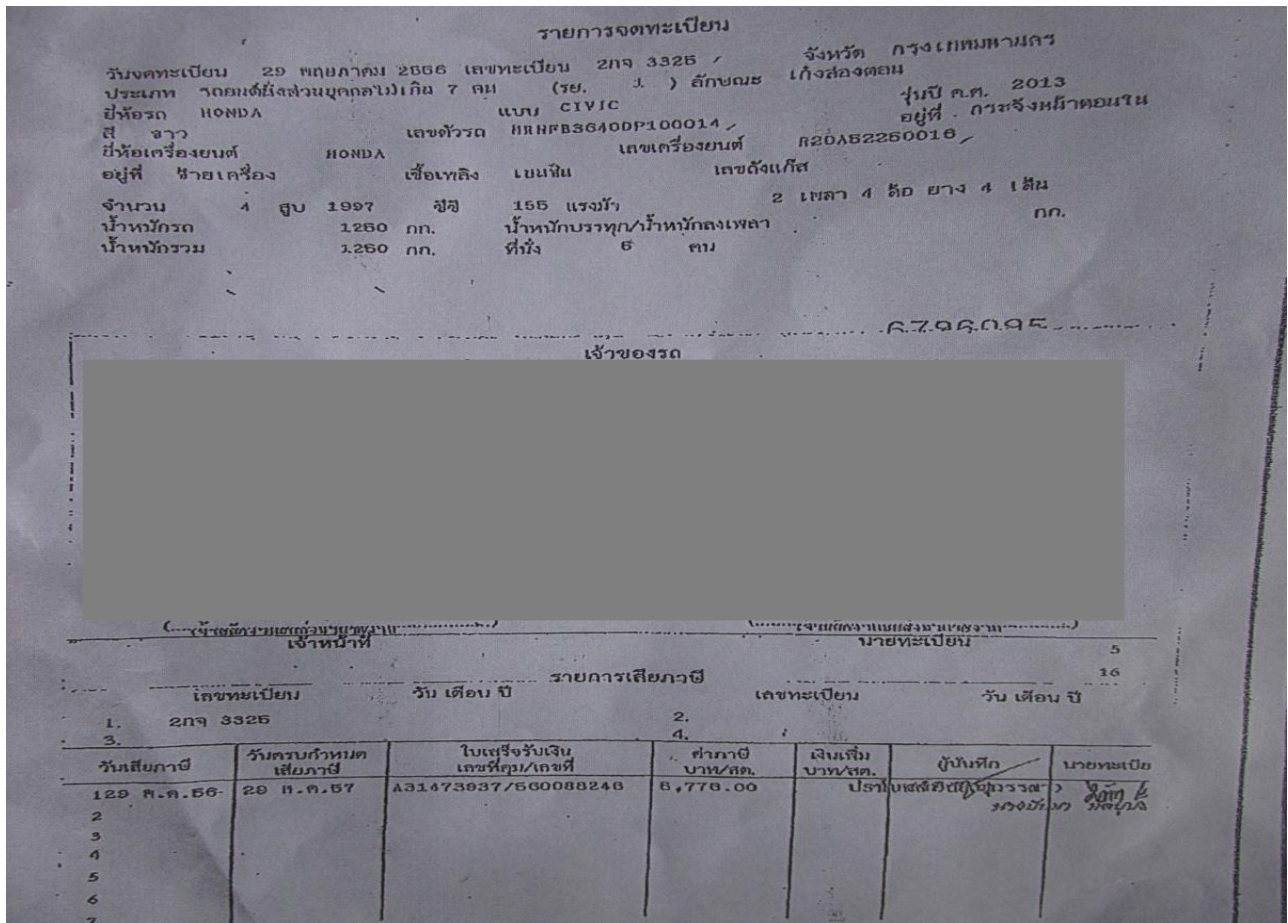 รายการจดทะเบียน
วันจดทะเบียน 29 พฤษภาคม 2556 เลขทะเบียน 2กจ 3325 จังหวัด กรุงเทพมหานคร
ประเภท รถยนต์นั่งส่วนบุคคลไม่เกิน 7 คน (รย. 1 ) ลักษณะ เก๋งสองตอน
ยี่ห้อรถ HONDA แบบ CIVIC รุ่นปี ค.ศ. 2013
สี ขาว เลขตัวรถ MRHFB3640DP100014 อยู่ที่ กระจังหน้าตอนใน
ยี่ห้อเครื่องยนต์ HONDA เลขเครื่องยนต์ R20A52250016
อยู่ที่ ซ้ายเครื่อง เชื้อเพลิง เบนซิน เลขถังแก๊ส
จำนวน 4 สูบ 1997 ซีซี 155 แรงม้า 2 เพลา 4 ล้อ ยาง 4 เส้น
น้ำหนักรถ 1250 กก. น้ำหนักบรรทุก/น้ำหนักลงเพลา กก.
น้ำหนักรวม 1250 กก. ที่นั่ง 5 คน
เจ้าของรถ
เจ้าหน้าที่ นายทะเบียน
5
รายการเสียภาษี 16
เลขทะเบียน วัน เดือน ปี เลขทะเบียน วัน เดือน ปี
1. 2กจ 3325 2.
3. 4.
วันเสียภาษี วันครบกำหนดเสียภาษี ใบเสร็จรับเงิน เลขที่คุม/เลขที่ ค่าภาษี บาท/สต. เงินเพิ่ม บาท/สต. ผู้บันทึก นายทะเบีย
1 29 พ.ค.56 29 พ.ค.57 A31473937/560088246 5,776.00
2
3
4
5
6
7